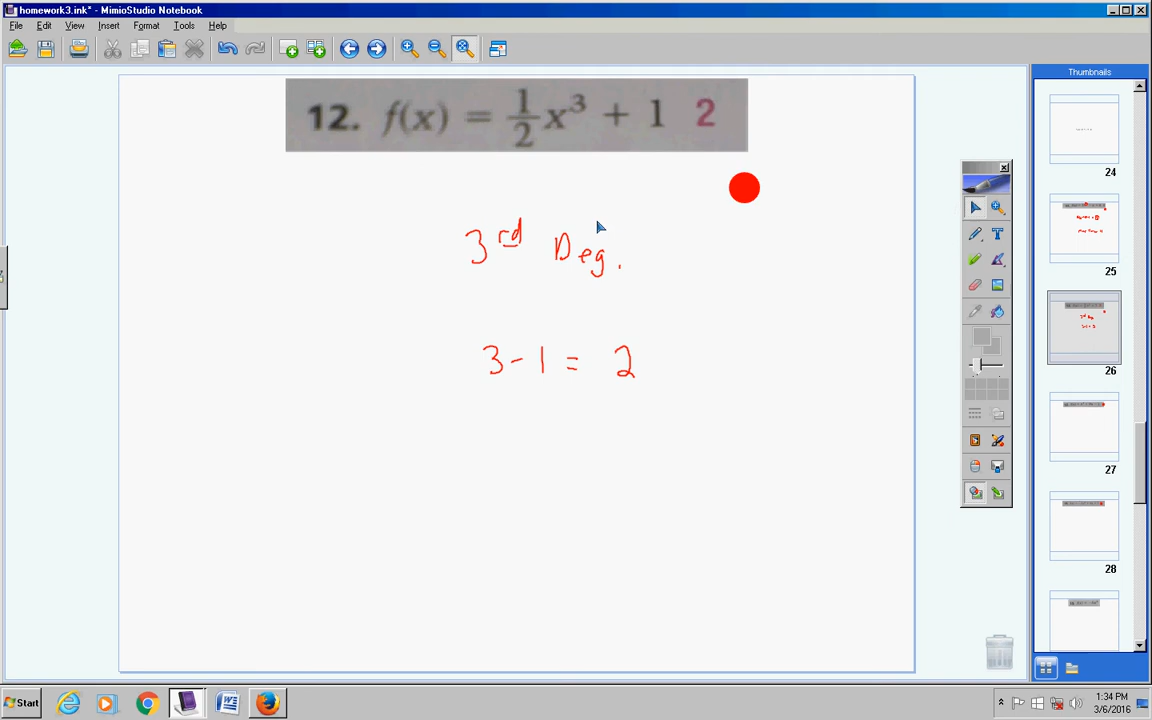 homework3.ink* - MimioStudio Notebook
File Edit View Insert Format Tools Help
Thumbnails
12. f(x) = 1/2 x³ + 1 2
3rd Deg.
3 - 1 = 2
24
25
26
27
28
Start
1:34 PM
3/6/2016